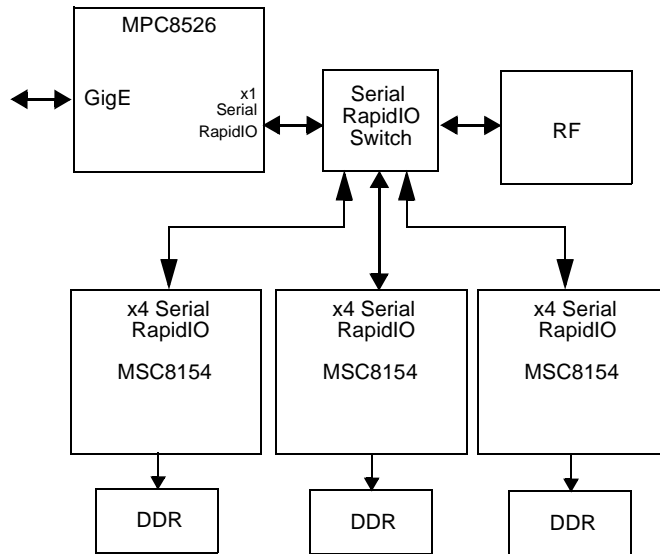 MPC8526
GigE
x1
Serial
RapidIO
Serial
RapidIO
Switch
RF
x4 Serial
RapidIO
MSC8154
x4 Serial
RapidIO
MSC8154
x4 Serial
RapidIO
MSC8154
DDR
DDR
DDR